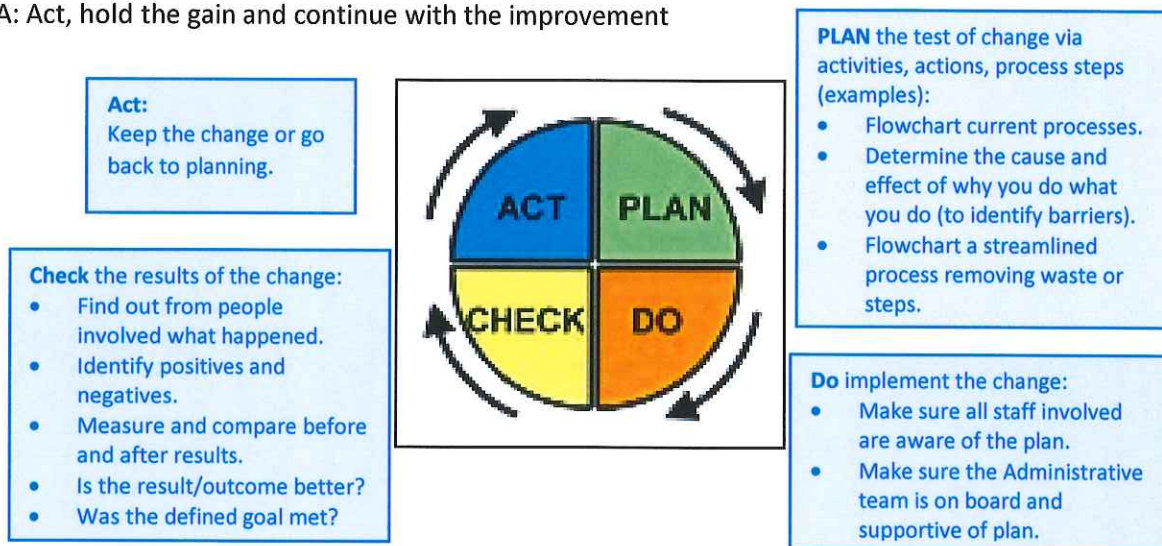 A: Act, hold the gain and continue with the improvement
Act:
Keep the change or go
back to planning.
ACT
PLAN
CHECK
DO
PLAN the test of change via
activities, actions, process steps
(examples):
• Flowchart current processes.
• Determine the cause and
effect of why you do what
you do (to identify barriers).
• Flowchart a streamlined
process removing waste or
steps.
Check the results of the change:
• Find out from people
involved what happened.
• Identify positives and
negatives.
• Measure and compare before
and after results.
• Is the result/outcome better?
• Was the defined goal met?
Do implement the change:
• Make sure all staff involved
are aware of the plan.
• Make sure the Administrative
team is on board and
supportive of plan.